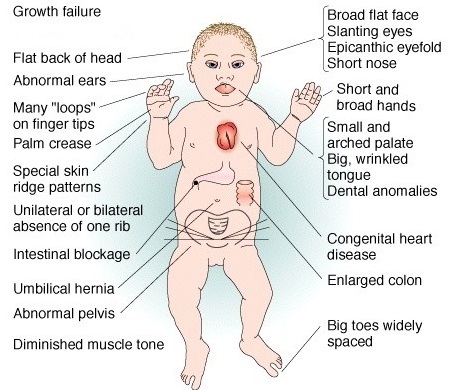 Growth failure
Flat back of head
Abnormal ears
Many "loops"
on finger tips
Palm crease
Special skin
ridge patterns
Unilateral or bilateral
absence of one rib
Intestinal blockage
Umbilical hernia
Abnormal pelvis
Diminished muscle tone
Broad flat face
Slanting eyes
Epicanthic eyefold
Short nose
Short and
broad hands
Small and
arched palate
Big, wrinkled
tongue
Dental anomalies
Congenital heart
disease
Enlarged colon
Big toes widely
spaced